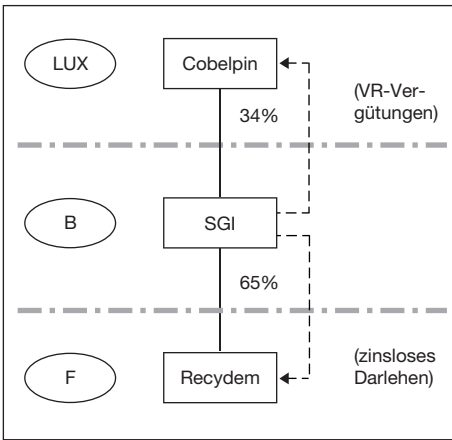 LUX
Cobelpin
(VR-Ver-
gütungen)
34%
B
SGI
65%
F
Recydem
(zinsloses
Darlehen)